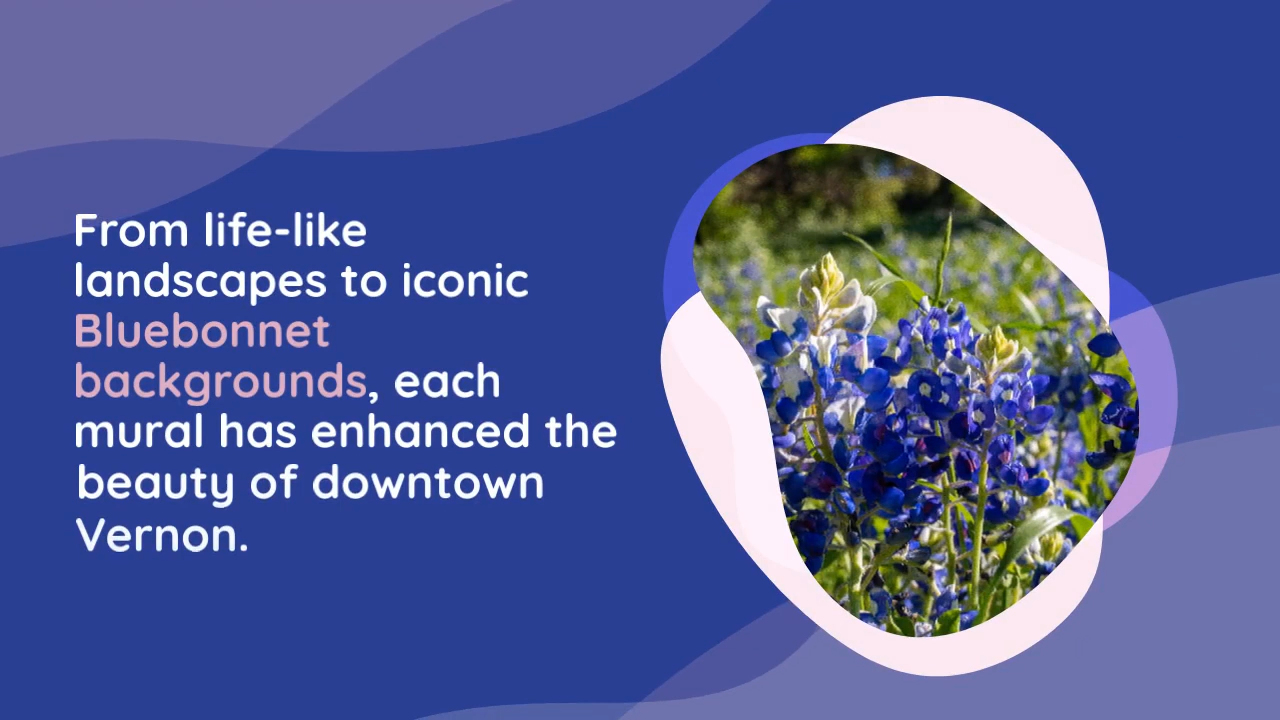 From life-like
landscapes to iconic
Bluebonnet
backgrounds, each
mural has enhanced the
beauty of downtown
Vernon.